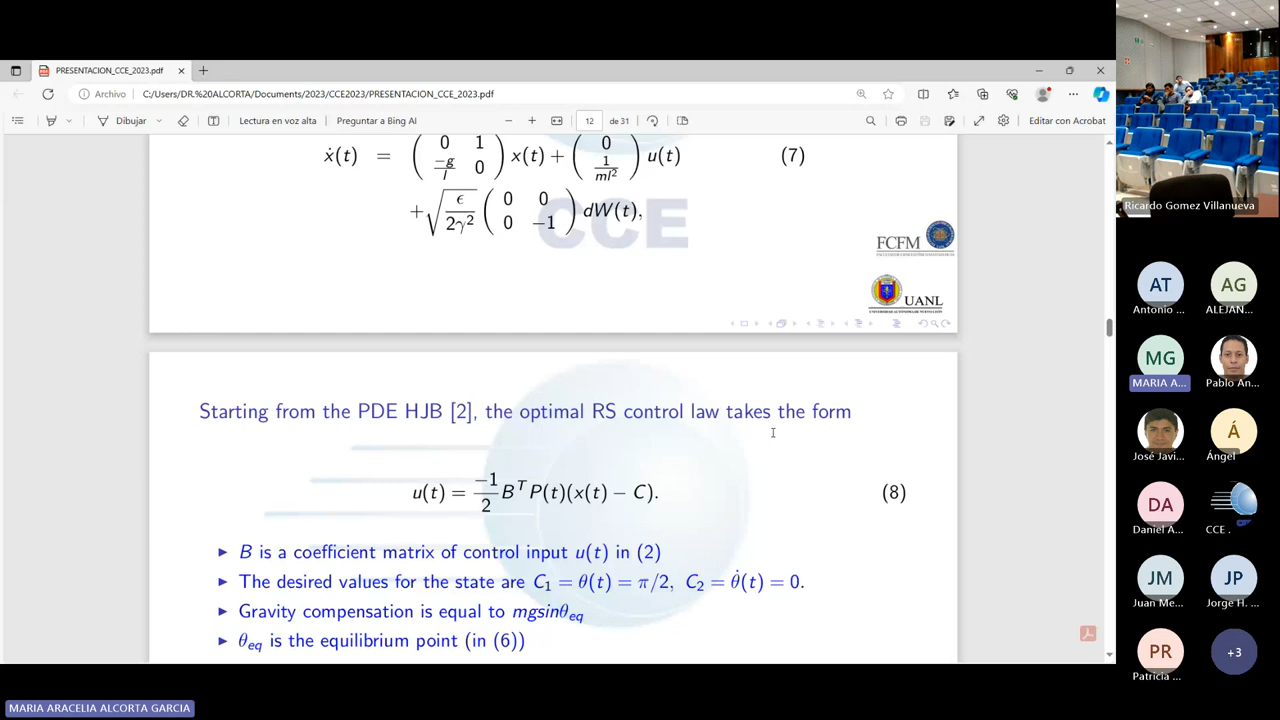 PRESENTACION_CCE_2023.pdf
Archivo C:/Users/DR.%20ALCORTA/Documents/2023/CCE2023/PRESENTACION_CCE_2023.pdf
Dibujar Lectura en voz alta Preguntar a Bing AI 12 de 31 Editar con Acrobat
ẋ(t) = ( 0 1 -g/l 0 ) x(t) + ( 0 1/ml² ) u(t) (7)
+ √(ϵ/2γ²) ( 0 0 0 −1 ) dW(t),
CCE
FCFM
UANL
Starting from the PDE HJB [2], the optimal RS control law takes the form
u(t) = -1/2 BᵀP(t)(x(t) − C). (8)
▶ B is a coefficient matrix of control input u(t) in (2)
▶ The desired values for the state are C₁ = θ(t) = π/2, C₂ = θ̇(t) = 0.
▶ Gravity compensation is equal to mgsinθeq
▶ θeq is the equilibrium point (in (6))
Ricardo Gomez Villanueva
AT
Antonio ...
AG
ALEJAN...
MG
MARIA A...
Pablo An...
José Javi...
Á
Ángel
DA
Daniel A...
CCE .
JM
Juan Me...
JP
Jorge H. ...
PR
Patricia ...
+3
MARIA ARACELIA ALCORTA GARCIA